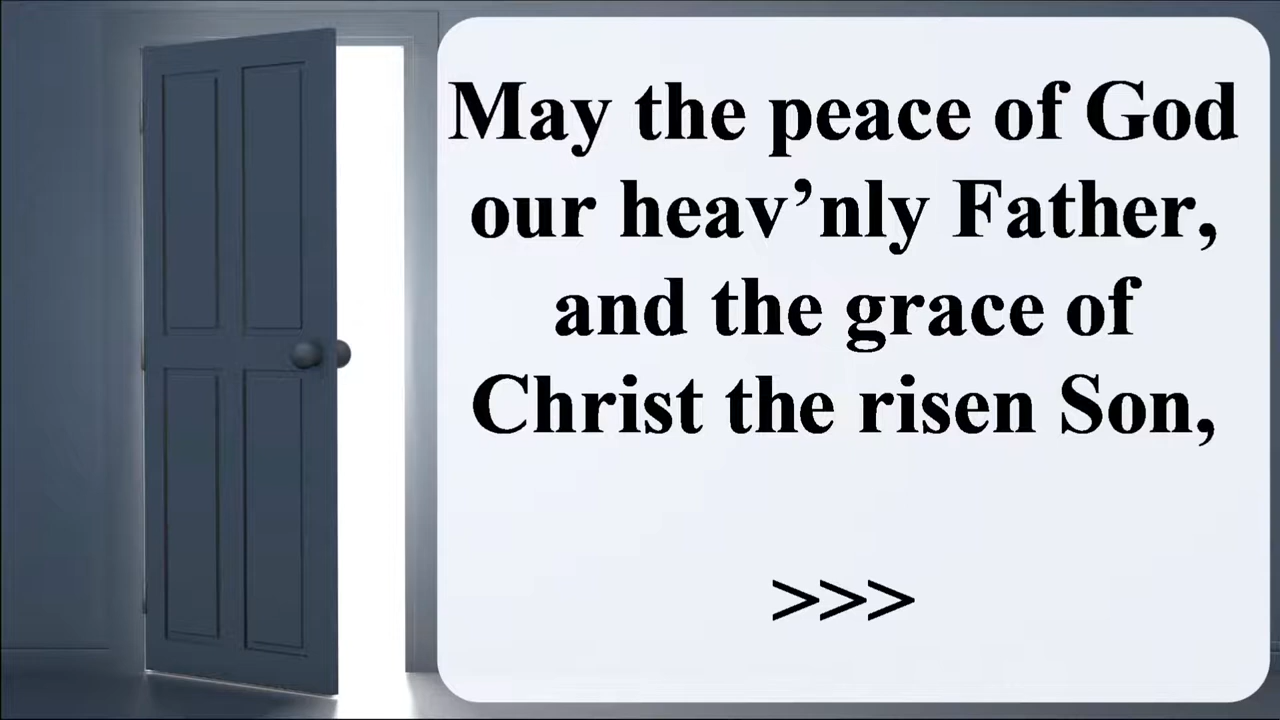 May the peace of God
our heav’nly Father,
and the grace of
Christ the risen Son,
>>>